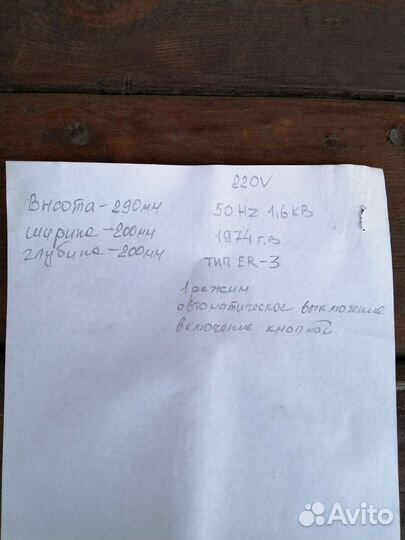 220V
Высота-290мм
ширина-200мм
глубина-200мм
50Hz 1,6кв
1974г.в.
тип ER-3
1 режим
автоматическое выключение
включение кнопкой.
Avito